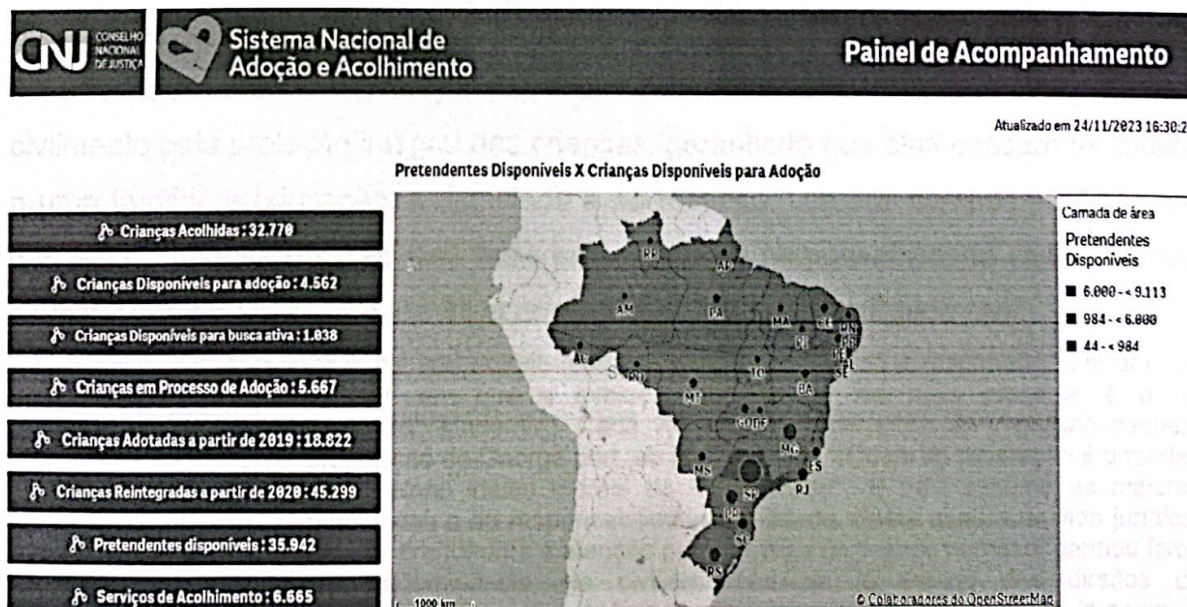 CNJ
CONSELHO
NACIONAL
DE JUSTIÇA
Sistema Nacional de
Adoção e Acolhimento
Painel de Acompanhamento
Atualizado em 24/11/2023 16:30:2
Pretendentes Disponíveis X Crianças Disponíveis para Adoção
Crianças Acolhidas: 32.770
Crianças Disponíveis para adoção: 4.562
Crianças Disponíveis para busca ativa: 1.038
Crianças em Processo de Adoção: 5.667
Crianças Adotadas a partir de 2019: 18.822
Crianças Reintegradas a partir de 2020: 45.299
Pretendentes disponíveis: 35.942
Serviços de Acolhimento: 6.665
RR
AP
AM
PA
MA
CE
RN
PI
PB
PE
AL
SE
AC
RO
TO
BA
MT
GO
DF
MG
ES
MS
SP
RJ
PR
SC
RS
1000 km
© Colaboradores do OpenStreetMap
Camada de área
Pretendentes
Disponíveis
6.000 - < 9.113
984 - < 6.000
44 - < 984